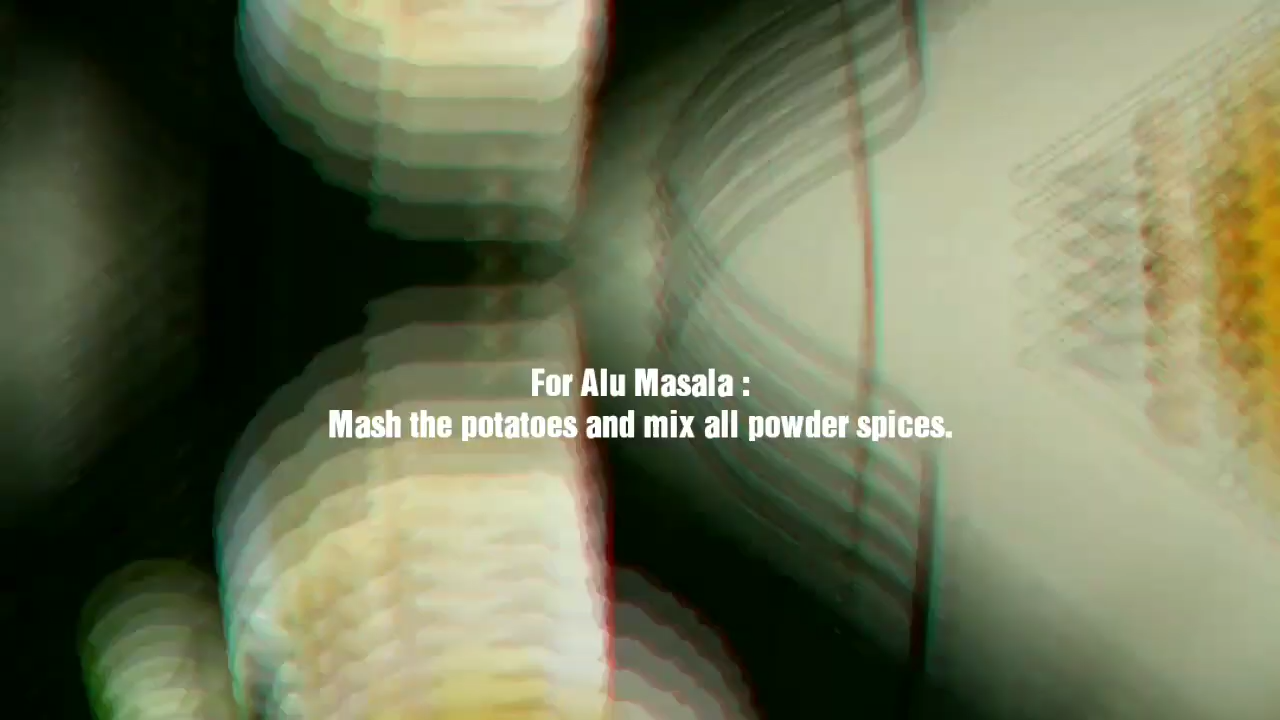 For Alu Masala :
Mash the potatoes and mix all powder spices.